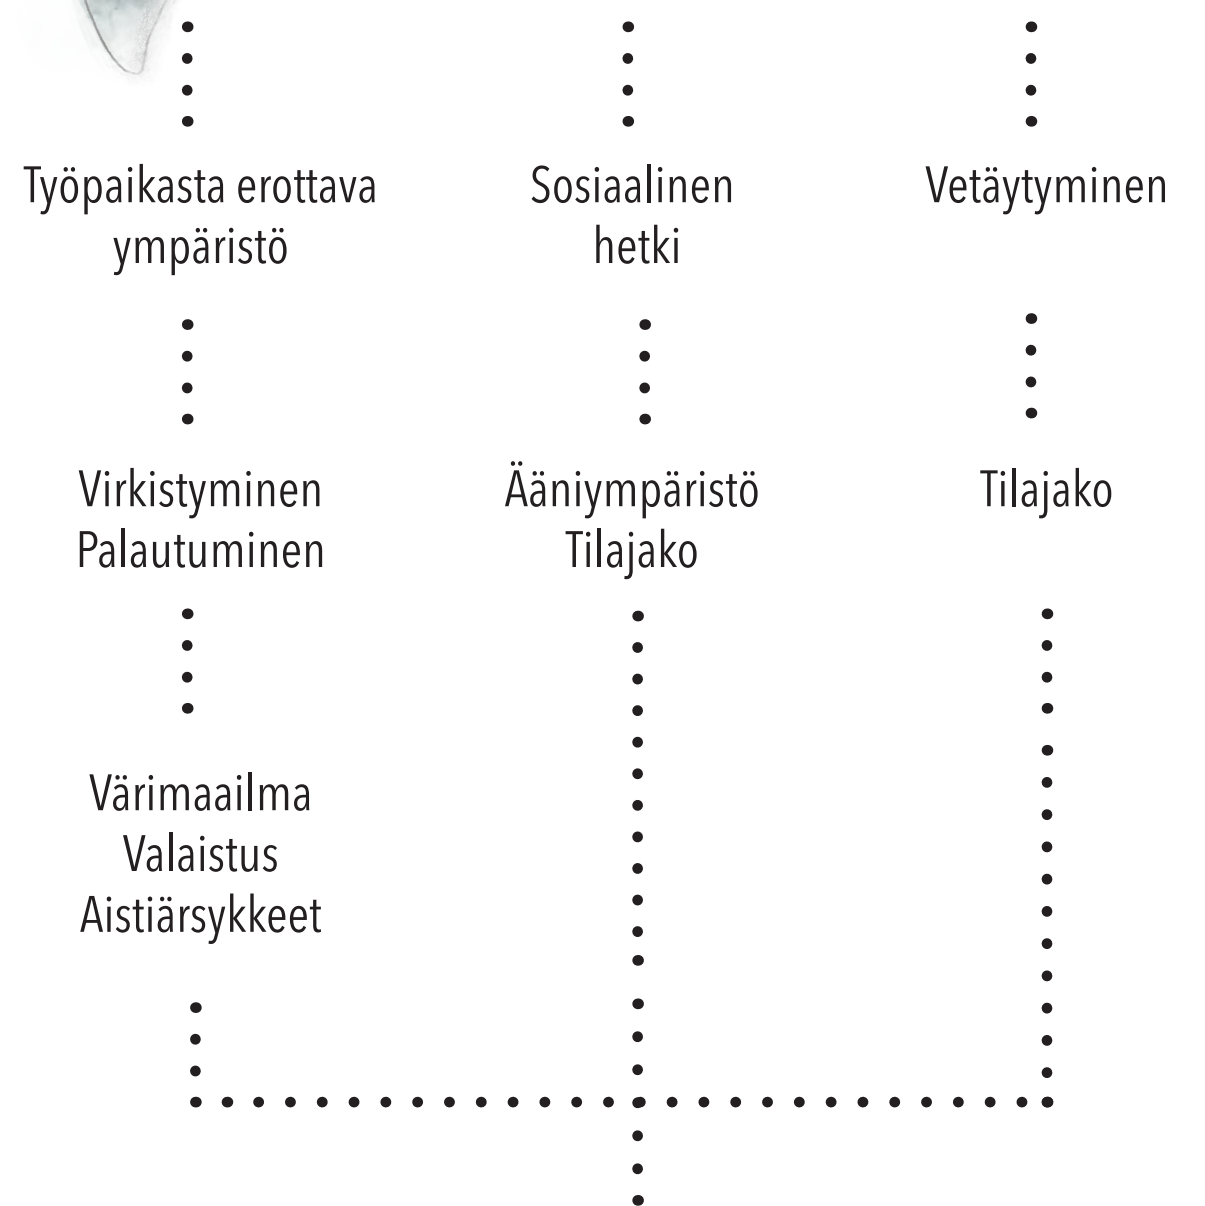 Työpaikasta erottava
ympäristö
Sosiaalinen
hetki
Vetäytyminen
Virkistyminen
Palautuminen
Ääniympäristö
Tilajako
Tilajako
Värimaailma
Valaistus
Aistiärsykkeet